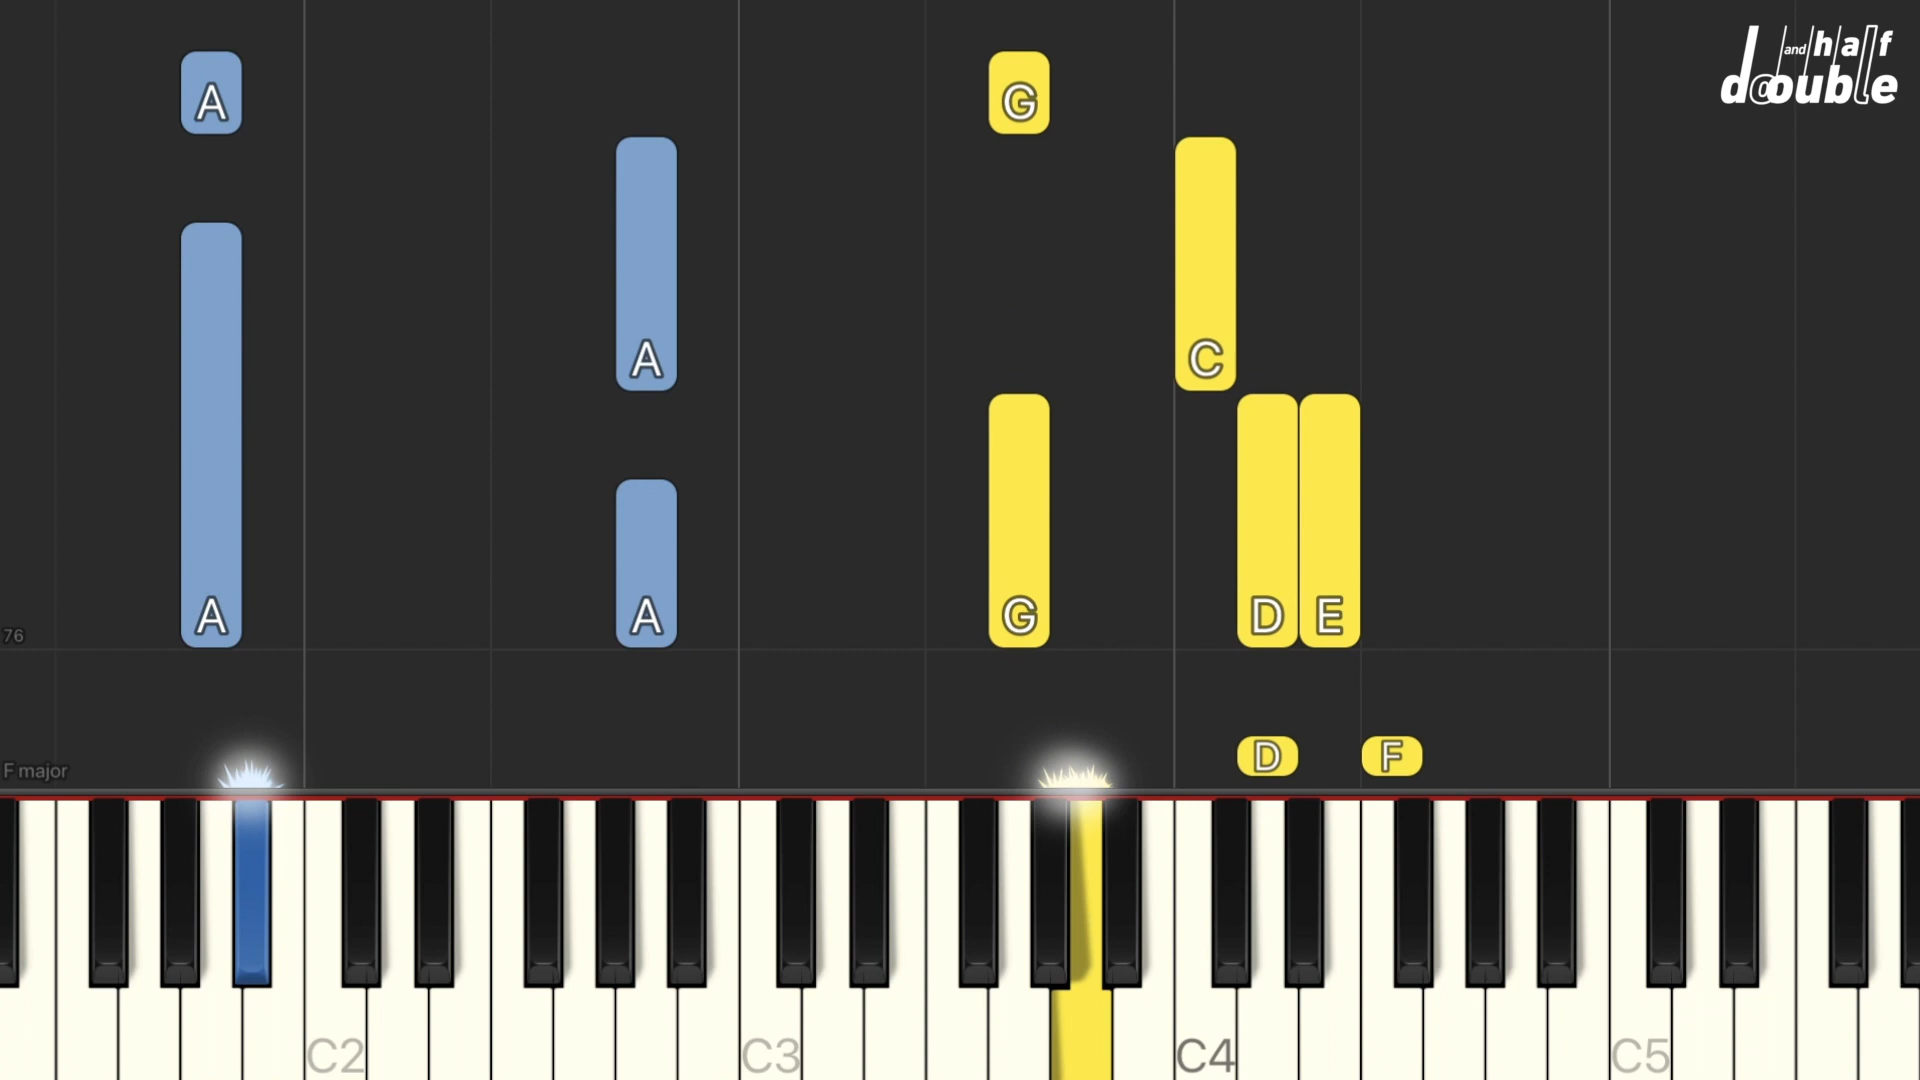 and half
double
A G
A C
A A G D E
76
D F
F major
C2 C3 C4 C5